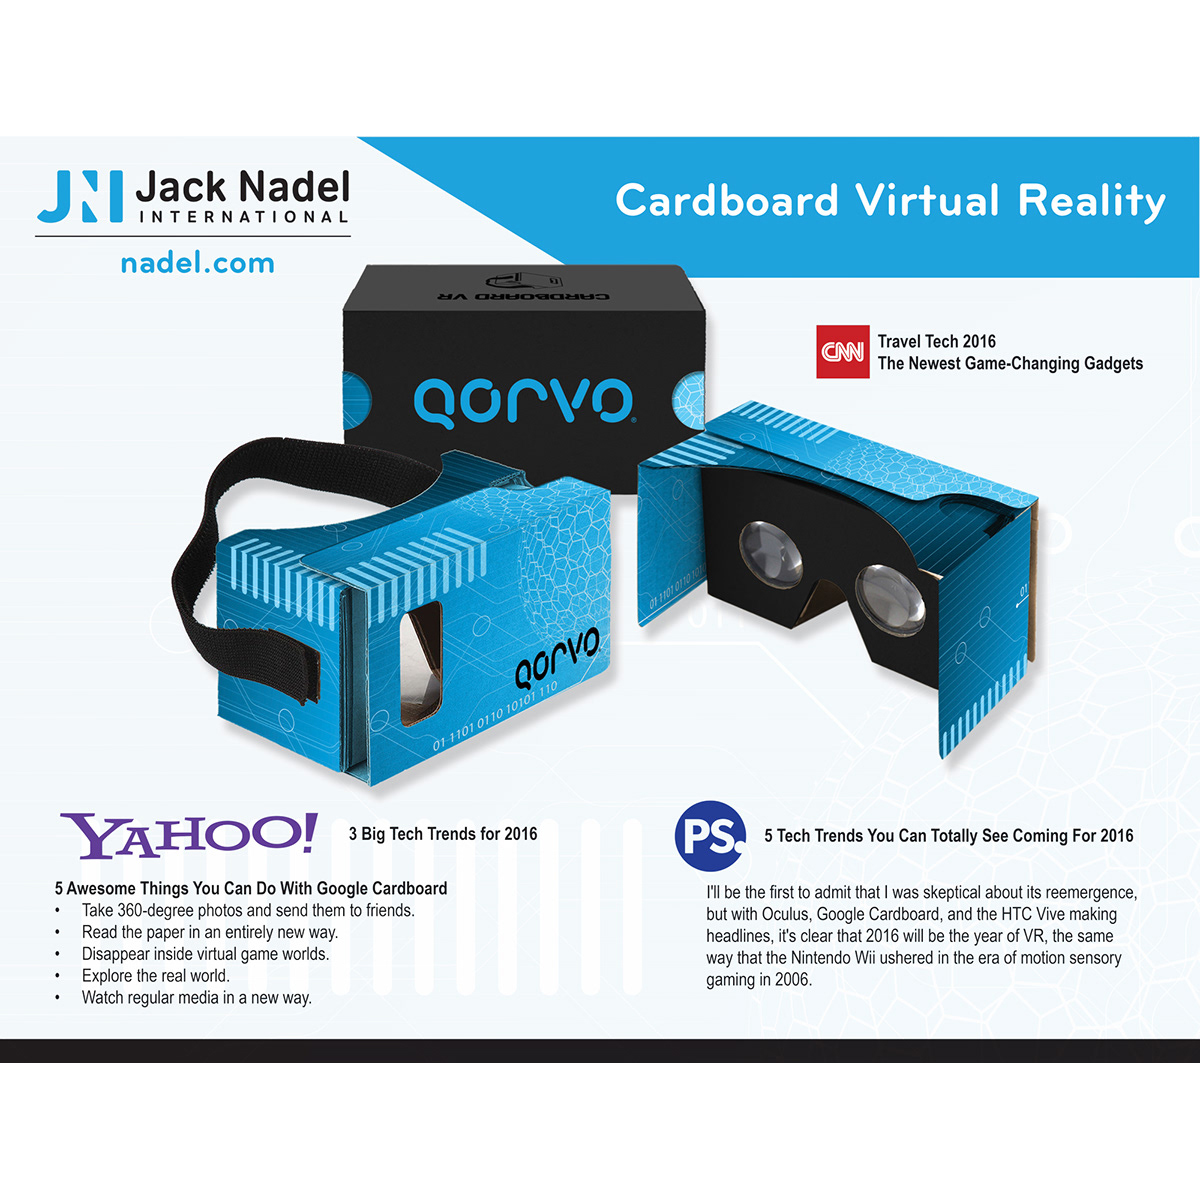 JNI Jack Nadel
INTERNATIONAL
nadel.com
Cardboard Virtual Reality
CARDBOARD VR
QORVO®
CNN
Travel Tech 2016
The Newest Game-Changing Gadgets
QORVO
01 1101 0110 10101 110
01 1101 0110 101
01
YAHOO!
3 Big Tech Trends for 2016
5 Awesome Things You Can Do With Google Cardboard
• Take 360-degree photos and send them to friends.
• Read the paper in an entirely new way.
• Disappear inside virtual game worlds.
• Explore the real world.
• Watch regular media in a new way.
PS.
5 Tech Trends You Can Totally See Coming For 2016
I'll be the first to admit that I was skeptical about its reemergence,
but with Oculus, Google Cardboard, and the HTC Vive making
headlines, it's clear that 2016 will be the year of VR, the same
way that the Nintendo Wii ushered in the era of motion sensory
gaming in 2006.